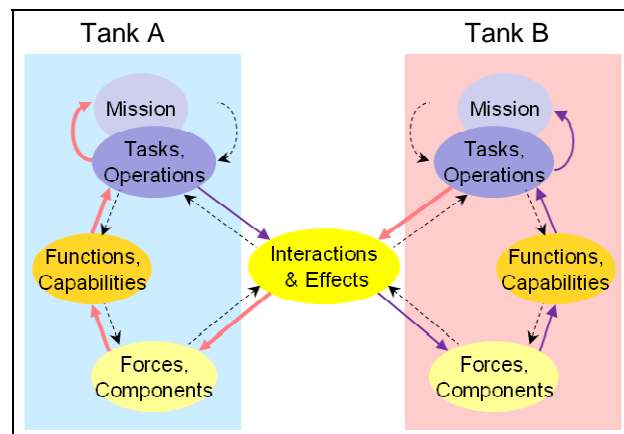 Tank A
Mission
Tasks,
Operations
Functions,
Capabilities
Forces,
Components
Interactions
& Effects
Tank B
Mission
Tasks,
Operations
Functions,
Capabilities
Forces,
Components